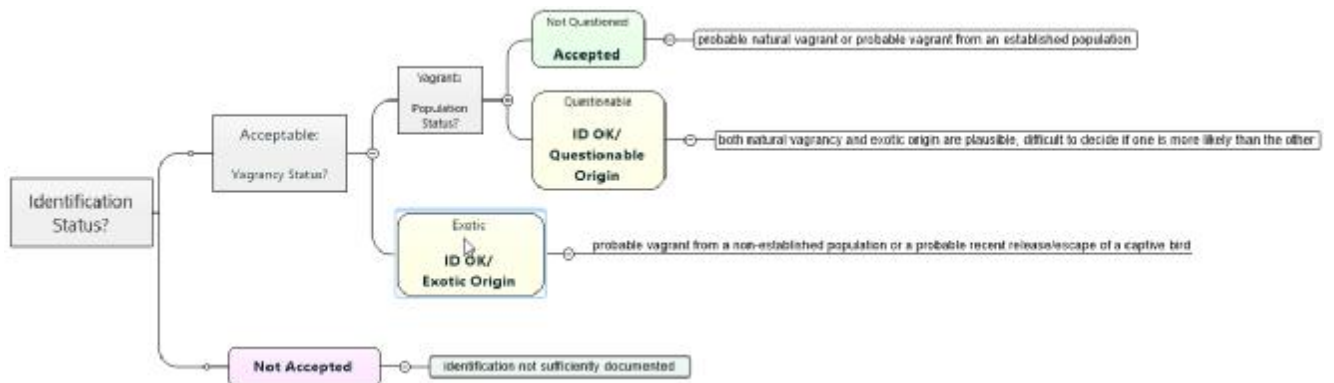 Not Questioned
Accepted
probable natural vagrant or probable vagrant from an established population
Vagrant:
Population
Status?
Questionable
ID OK/
Questionable
Origin
both natural vagrancy and exotic origin are plausible, difficult to decide if one is more likely than the other
Acceptable:
Vagrancy Status?
Identification
Status?
Exotic
ID OK/
Exotic Origin
probable vagrant from a non-established population or a probable recent release/escape of a captive bird
Not Accepted
identification not sufficiently documented